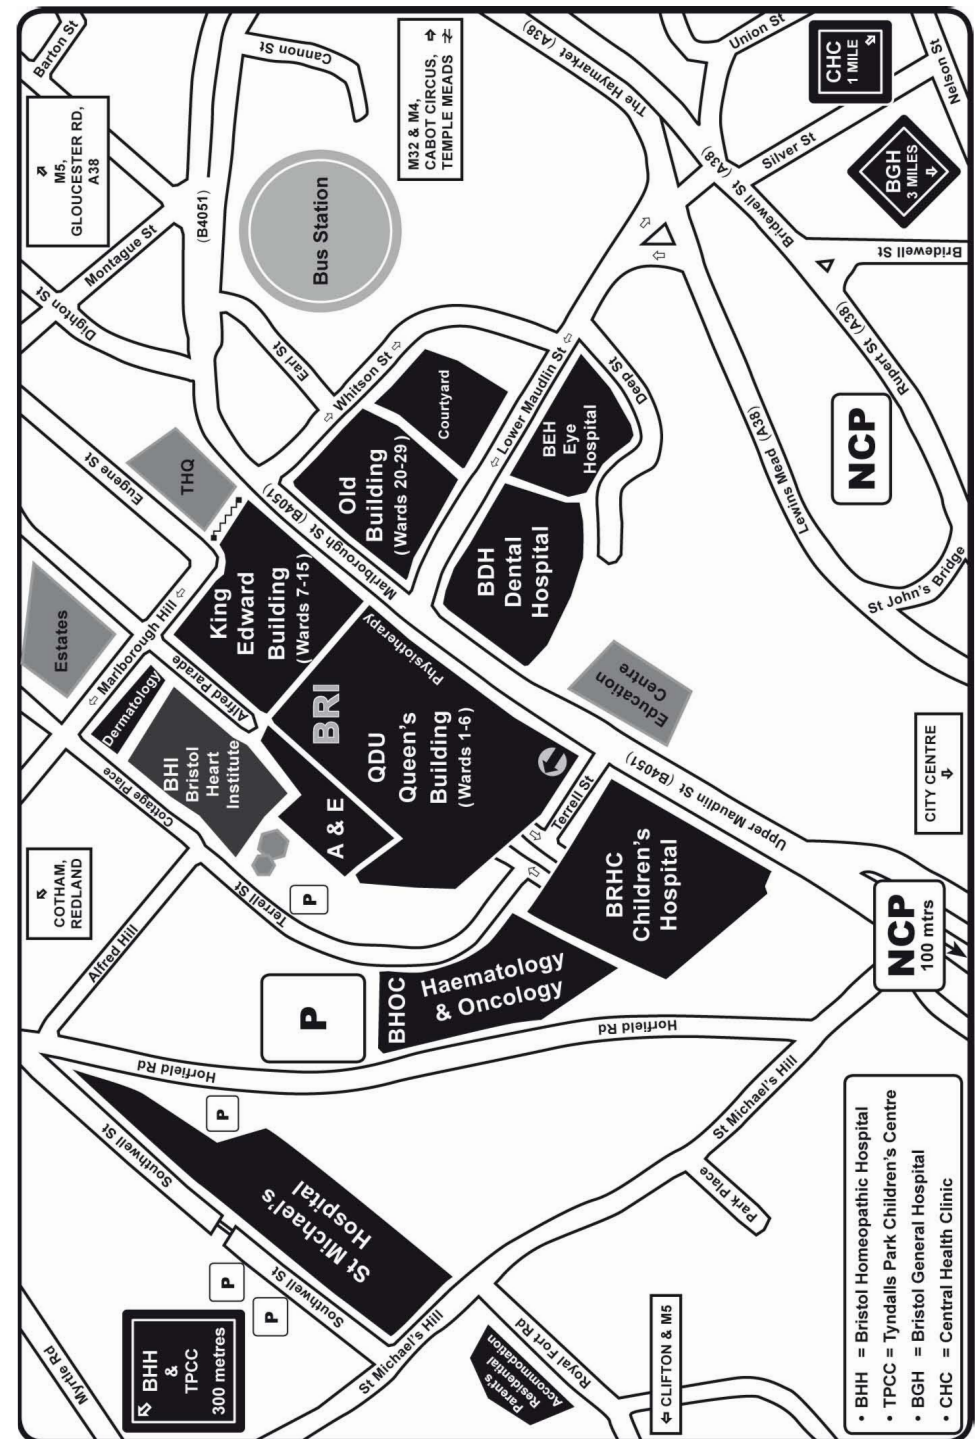 Myrtle Rd
BHH
&
TPCC
300 metres
Southwell St
P
P
Southwell St
St Michael's
Hospital
P
Horfield Rd
St Michael's Hill
Parent's
Residential
Accommodation
Royal Fort Rd
CLIFTON & M5
Park Place
St Michael's Hill
Horfield Rd
COTHAM,
REDLAND
Alfred Hill
P
P
Terrell St
Cottage Place
BHOC
Haematology
& Oncology
BRHC
Children's
Hospital
Terrell St
NCP
100 mtrs
Upper Maudlin St (B4051)
CITY CENTRE
Estates
Marlborough Hill
Dermatology
Alfred Parade
BHI
Bristol
Heart
Institute
A & E
BRI
QDU
Queen's
Building
(Wards 1-6)
Physiotherapy
King
Edward
Building
(Wards 7-15)
Education
Centre
Eugene St
THQ
Marlborough St (B4051)
Old
Building
(Wards 20-29)
Courtyard
BDH
Dental
Hospital
BEH
Eye
Hospital
Lower Maudlin St
Deep St
Whitson St
Earl St
Lewins Mead (A38)
St John's Bridge
NCP
Rupert St (A38)
M5,
GLOUCESTER RD,
A38
Barton St
Dighton St
Montague St
(B4051)
Cannon St
Bus Station
M32 & M4,
CABOT CIRCUS,
TEMPLE MEADS
The Haymarket (A38)
Union St
Bridewell St (A38)
Silver St
Bridewell St
Nelson St
CHC
1 MILE
BGH
3 MILES
• BHH = Bristol Homeopathic Hospital
• TPCC = Tyndalls Park Children's Centre
• BGH = Bristol General Hospital
• CHC = Central Health Clinic